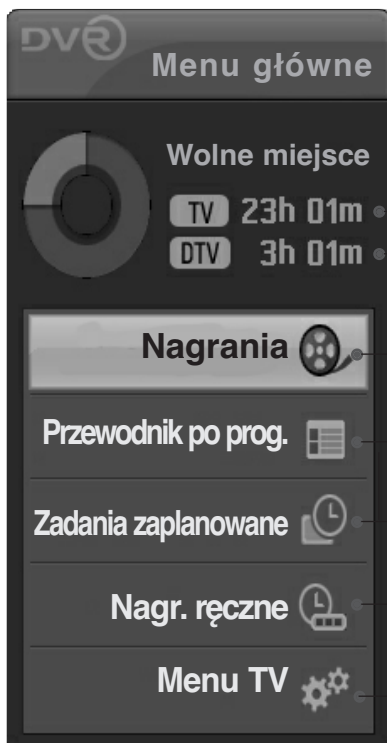 DVR
Menu główne
Wolne miejsce
TV 23h 01m
DTV 3h 01m
Nagrania
Przewodnik po prog.
Zadania zaplanowane
Nagr. ręczne
Menu TV